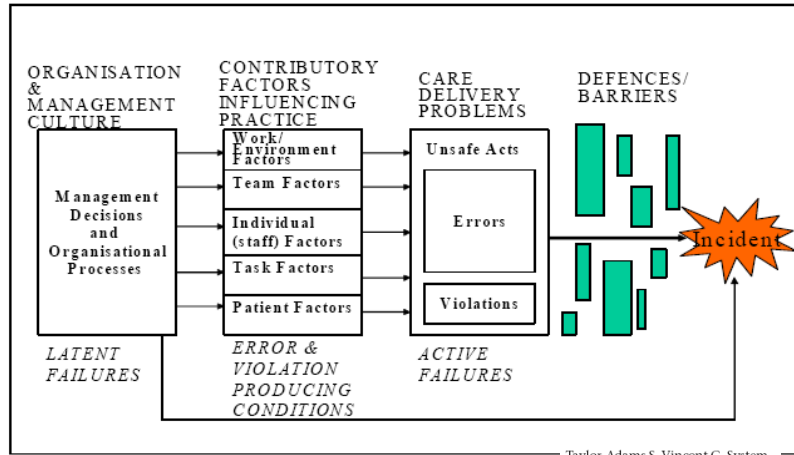 ORGANISATION
&
MANAGEMENT
CULTURE
CONTRIBUTORY
FACTORS
INFLUENCING
PRACTICE
CARE
DELIVERY
PROBLEMS
DEFENCES/
BARRIERS
Management
Decisions
and
Organisational
Processes
Work/
Environment
Factors
Team Factors
Individual
(staff) Factors
Task Factors
Patient Factors
Unsafe Acts
Errors
Violations
Incident
LATENT
FAILURES
ERROR &
VIOLATION
PRODUCING
CONDITIONS
ACTIVE
FAILURES
Taylor-Adams S, Vincent C. System